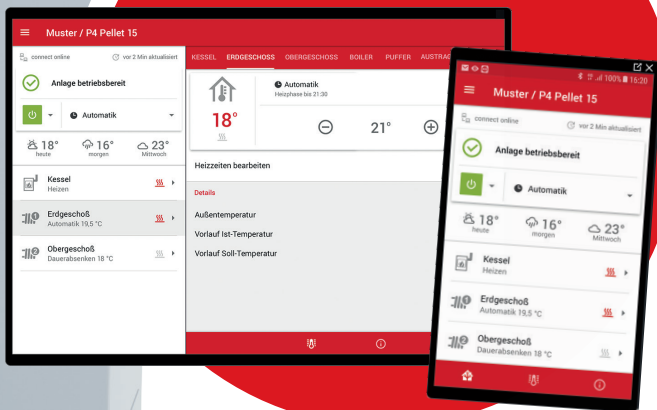 Muster / P4 Pellet 15
connect online
vor 2 Min aktualisiert
Anlage betriebsbereit
Automatik
18°
heute
16°
morgen
23°
Mittwoch
Kessel
Heizen
Erdgeschoß
Automatik 19,5 °C
Obergeschoß
Dauerabsenken 18 °C
KESSEL
ERDGESCHOSS
OBERGESCHOSS
BOILER
PUFFER
Automatik
Heizphase bis 21:30
18°
21°
Heizzeiten bearbeiten
Details
Außentemperatur
Vorlauf Ist-Temperatur
Vorlauf Soll-Temperatur
100% 16:20
Muster / P4 Pellet 15
connect online
vor 2 Min aktualisiert
Anlage betriebsbereit
Automatik
18°
heute
16°
morgen
23°
Mittwoch
Kessel
Heizen
Erdgeschoß
Automatik 19,5 °C
Obergeschoß
Dauerabsenken 18 °C